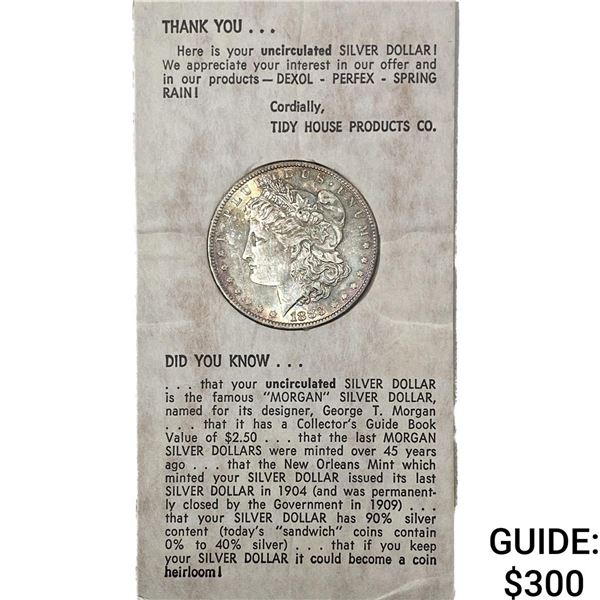 THANK YOU . . .
Here is your uncirculated SILVER DOLLAR!
We appreciate your interest in our offer and
in our products — DEXOL - PERFEX - SPRING
RAIN!
Cordially,
TIDY HOUSE PRODUCTS CO.
E PLURIBUS UNUM
DID YOU KNOW . . .
. . . that your uncirculated SILVER DOLLAR
is the famous "MORGAN" SILVER DOLLAR,
named for its designer, George T. Morgan
. . . that it has a Collector's Guide Book
Value of $2.50 . . . that the last MORGAN
SILVER DOLLARS were minted over 45 years
ago . . . that the New Orleans Mint which
minted your SILVER DOLLAR issued its last
SILVER DOLLAR in 1904 (and was permanent-
ly closed by the Government in 1909) . . .
that your SILVER DOLLAR has 90% silver
content (today's "sandwich" coins contain
0% to 40% silver) . . . that if you keep
your SILVER DOLLAR it could become a coin
heirloom!
GUIDE:
$300